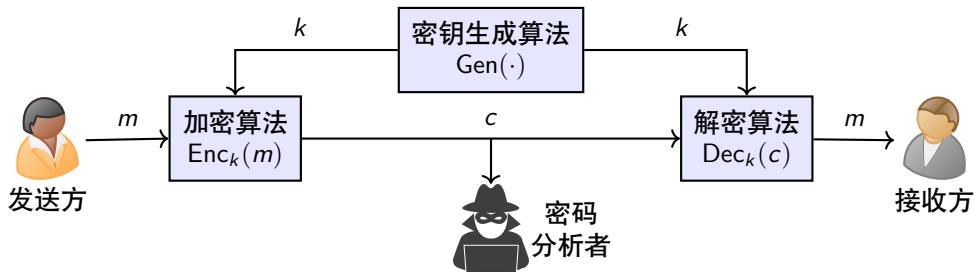 k
密钥生成算法
Gen(·)
k
m
加密算法
Enc_k(m)
c
解密算法
Dec_k(c)
m
发送方
密码
分析者
接收方